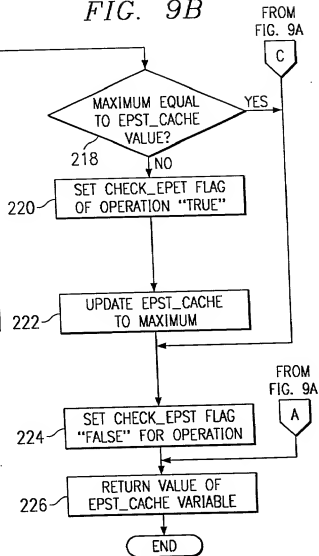 FIG. 9B
FROM
FIG. 9A
C
MAXIMUM EQUAL
TO EPST_CACHE
VALUE?
YES
218
NO
220
SET CHECK_EPET FLAG
OF OPERATION "TRUE"
222
UPDATE EPST_CACHE
TO MAXIMUM
FROM
FIG. 9A
A
224
SET CHECK_EPST FLAG
"FALSE" FOR OPERATION
226
RETURN VALUE OF
EPST_CACHE VARIABLE
END